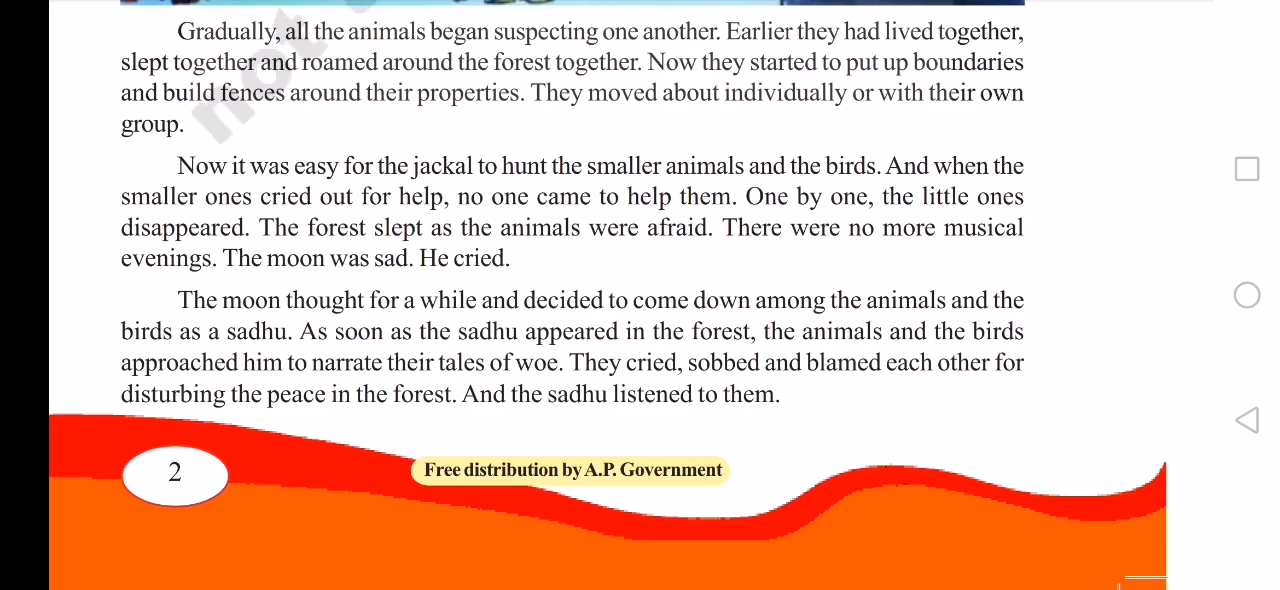 Gradually, all the animals began suspecting one another. Earlier they had lived together,
slept together and roamed around the forest together. Now they started to put up boundaries
and build fences around their properties. They moved about individually or with their own
group.
Now it was easy for the jackal to hunt the smaller animals and the birds. And when the
smaller ones cried out for help, no one came to help them. One by one, the little ones
disappeared. The forest slept as the animals were afraid. There were no more musical
evenings. The moon was sad. He cried.
The moon thought for a while and decided to come down among the animals and the
birds as a sadhu. As soon as the sadhu appeared in the forest, the animals and the birds
approached him to narrate their tales of woe. They cried, sobbed and blamed each other for
disturbing the peace in the forest. And the sadhu listened to them.
2
Free distribution by A.P. Government
not